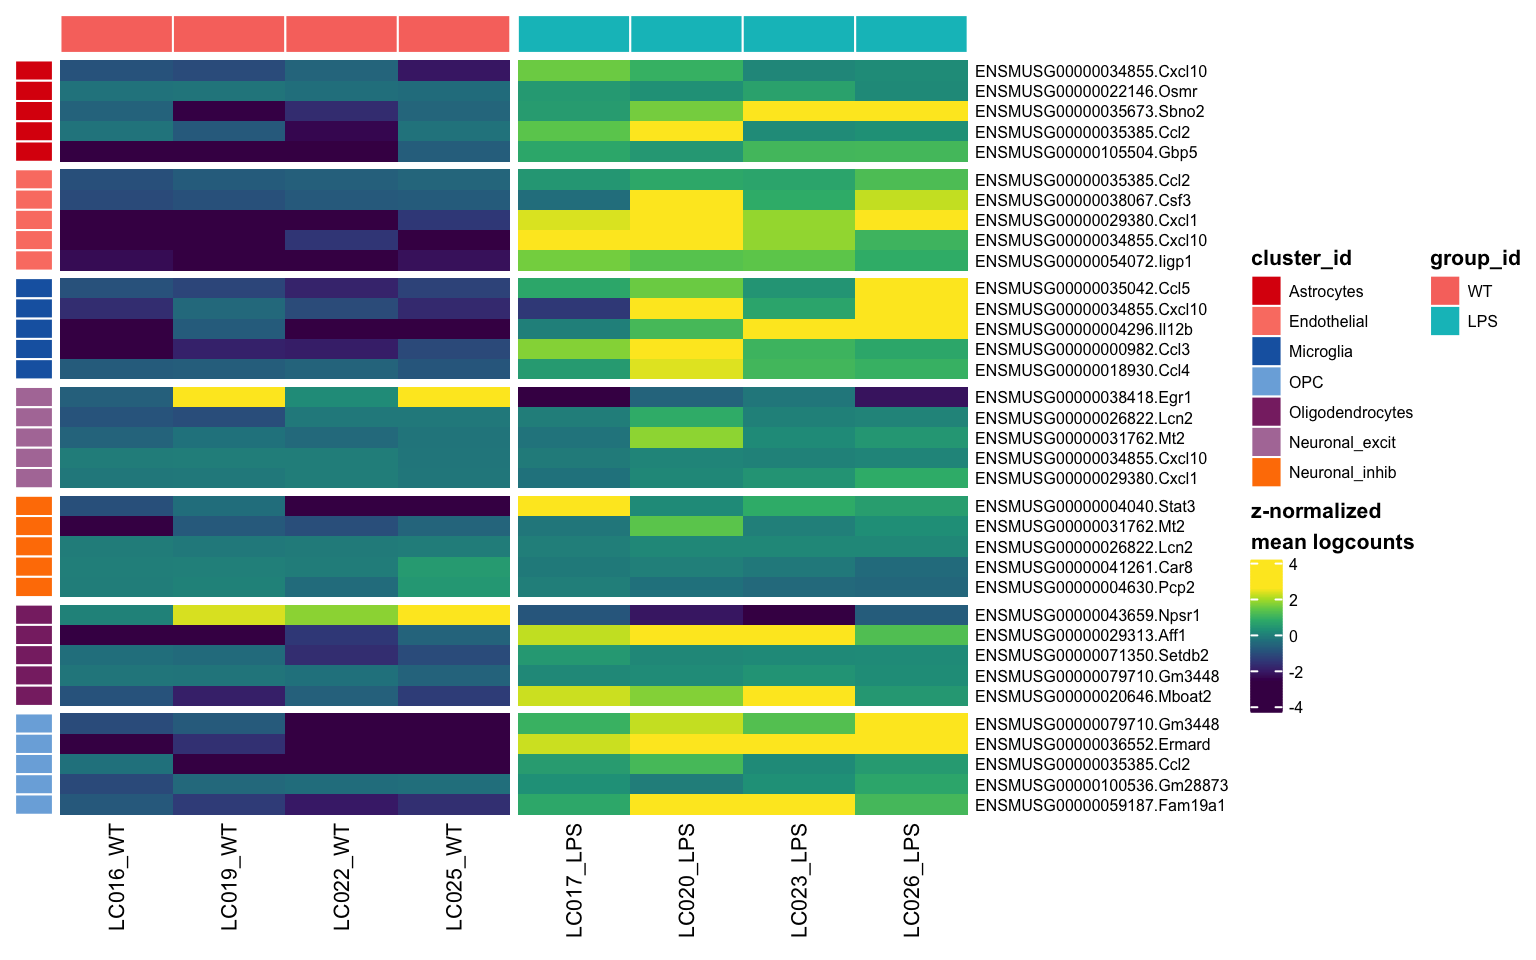 ENSMUSG00000034855.Cxcl10
ENSMUSG00000022146.Osmr
ENSMUSG00000035673.Sbno2
ENSMUSG00000035385.Ccl2
ENSMUSG00000105504.Gbp5
ENSMUSG00000035385.Ccl2
ENSMUSG00000038067.Csf3
ENSMUSG00000029380.Cxcl1
ENSMUSG00000034855.Cxcl10
ENSMUSG00000054072.Iigp1
ENSMUSG00000035042.Ccl5
ENSMUSG00000034855.Cxcl10
ENSMUSG00000004296.Il12b
ENSMUSG00000000982.Ccl3
ENSMUSG00000018930.Ccl4
ENSMUSG00000038418.Egr1
ENSMUSG00000026822.Lcn2
ENSMUSG00000031762.Mt2
ENSMUSG00000034855.Cxcl10
ENSMUSG00000029380.Cxcl1
ENSMUSG00000004040.Stat3
ENSMUSG00000031762.Mt2
ENSMUSG00000026822.Lcn2
ENSMUSG00000041261.Car8
ENSMUSG00000004630.Pcp2
ENSMUSG00000043659.Npsr1
ENSMUSG00000029313.Aff1
ENSMUSG00000071350.Setdb2
ENSMUSG00000079710.Gm3448
ENSMUSG00000020646.Mboat2
ENSMUSG00000079710.Gm3448
ENSMUSG00000036552.Ermard
ENSMUSG00000035385.Ccl2
ENSMUSG00000100536.Gm28873
ENSMUSG00000059187.Fam19a1
LC016_WT
LC019_WT
LC022_WT
LC025_WT
LC017_LPS
LC020_LPS
LC023_LPS
LC026_LPS
cluster_id
Astrocytes
Endothelial
Microglia
OPC
Oligodendrocytes
Neuronal_excit
Neuronal_inhib
group_id
WT
LPS
z-normalized
mean logcounts
4
2
0
-2
-4